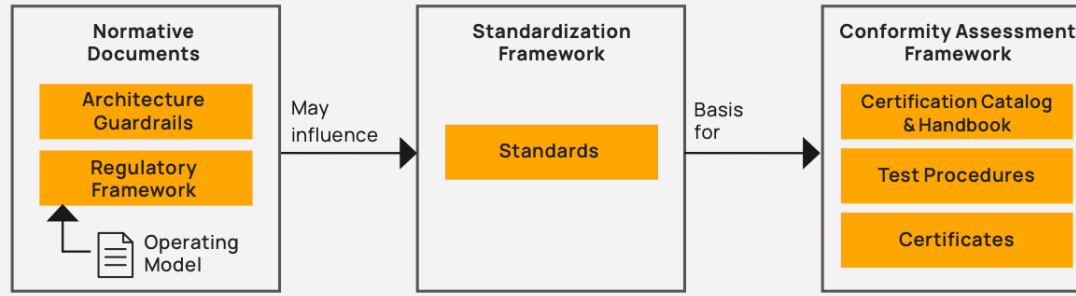 Normative
Documents
Architecture
Guardrails
Regulatory
Framework
Operating
Model
May
influence
Standardization
Framework
Standards
Basis
for
Conformity Assessment
Framework
Certification Catalog
& Handbook
Test Procedures
Certificates